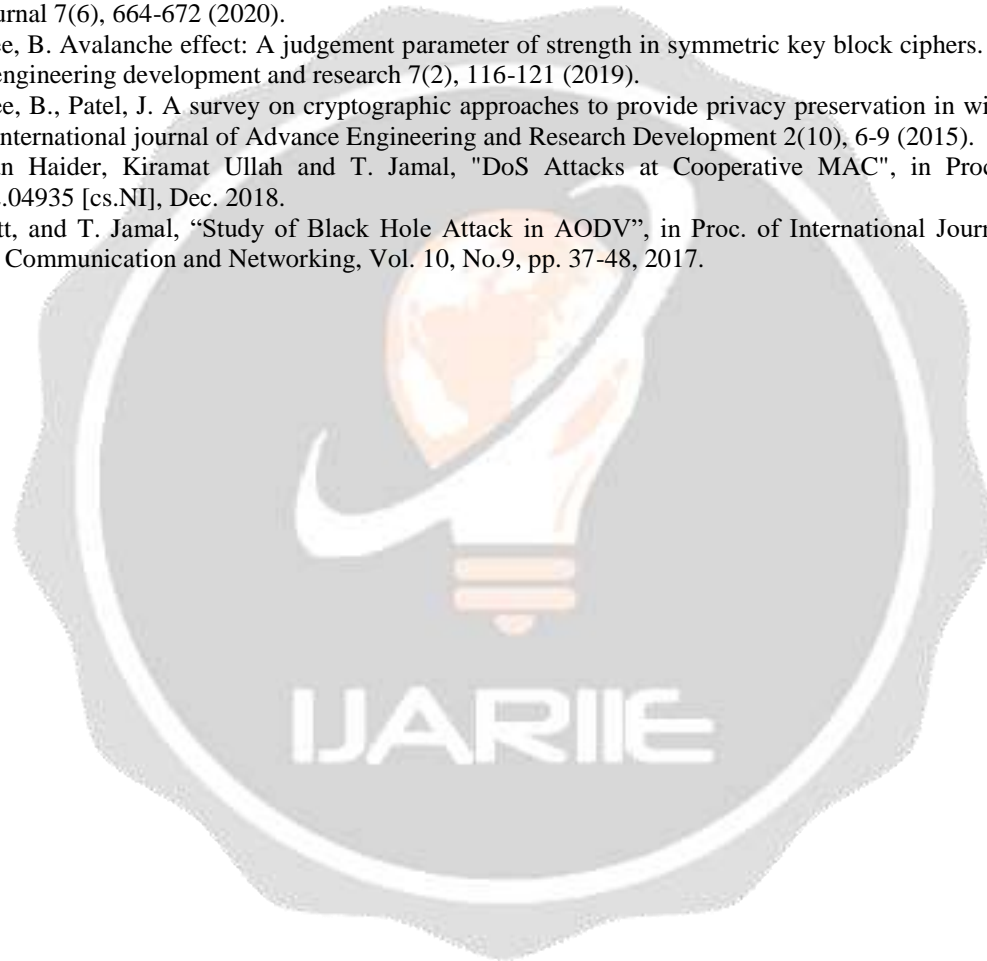 urnal 7(6), 664-672 (2020).
ee, B. Avalanche effect: A judgement parameter of strength in symmetric key block ciphers.
engineering development and research 7(2), 116-121 (2019).
ee, B., Patel, J. A survey on cryptographic approaches to provide privacy preservation in wi
nternational journal of Advance Engineering and Research Development 2(10), 6-9 (2015).
n Haider, Kiramat Ullah and T. Jamal, "DoS Attacks at Cooperative MAC", in Proc
.04935 [cs.NI], Dec. 2018.
tt, and T. Jamal, “Study of Black Hole Attack in AODV”, in Proc. of International Journ
Communication and Networking, Vol. 10, No.9, pp. 37-48, 2017.
IJARIIE